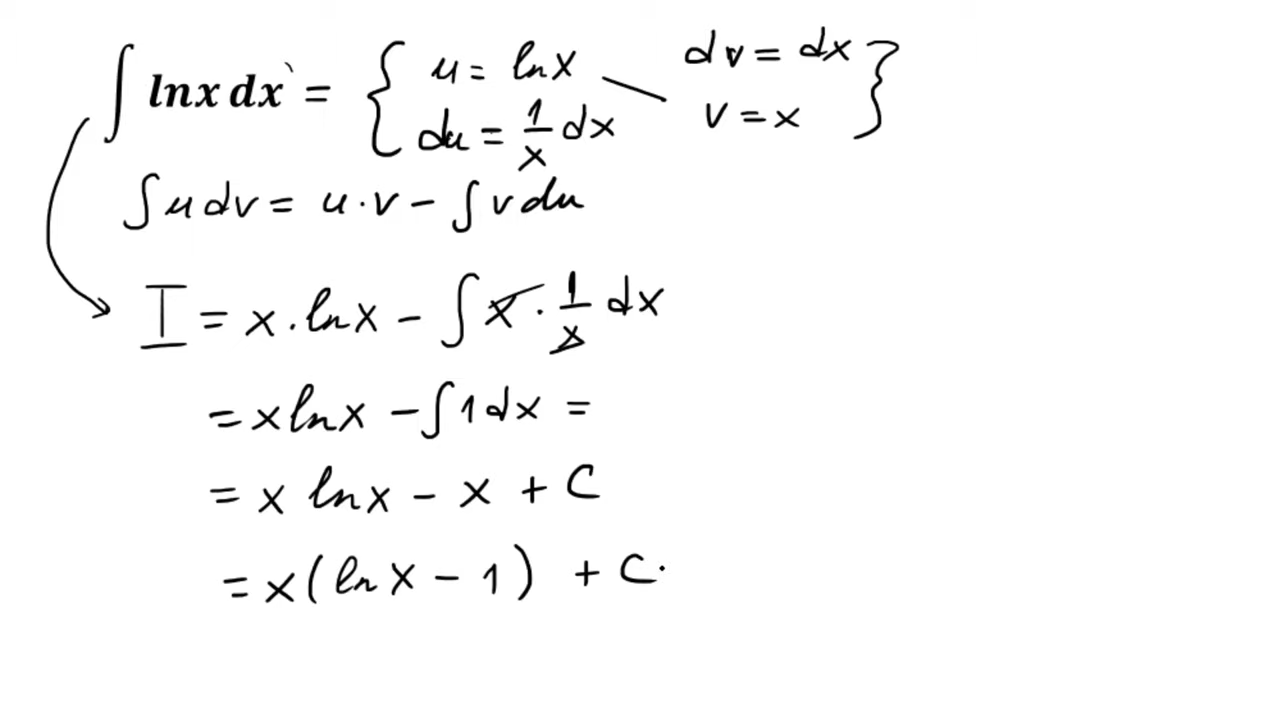 ∫ lnx dx = { u = lnx dv = dx
du = 1/x dx v = x }
∫ u dv = u · v − ∫ v du
I = x · lnx − ∫ x · 1/x dx
= x lnx − ∫ 1 dx =
= x lnx − x + C
= x ( lnx − 1 ) + C.